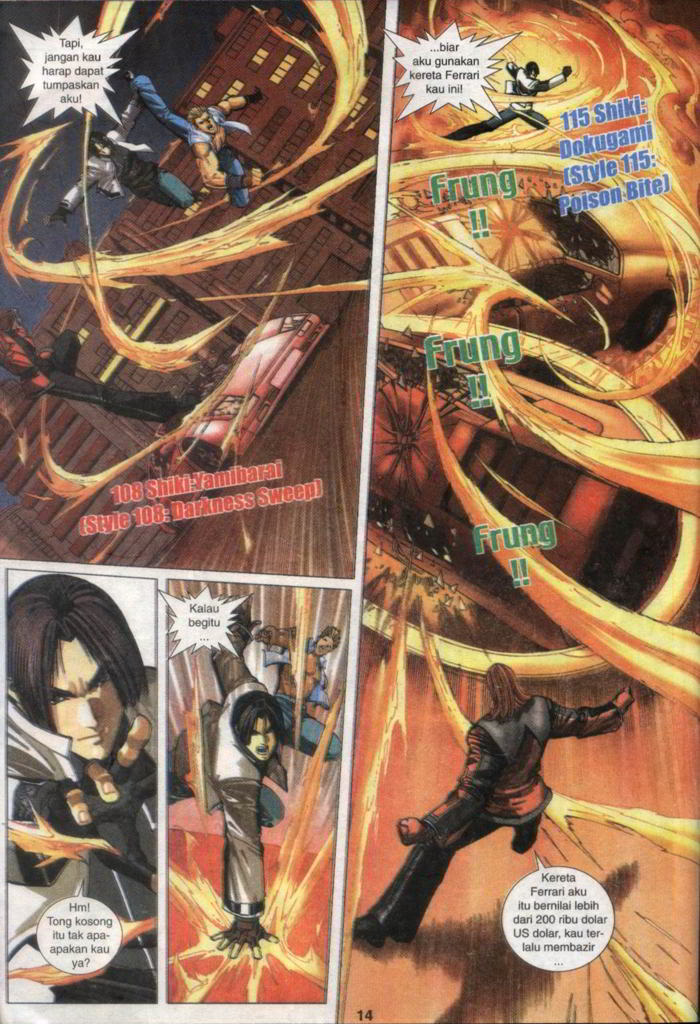 Tapi,
jangan kau
harap dapat
tumpaskan
aku!
108 Shiki:Yamibarai
(Style 108: Darkness Sweep)
Hm!
Tong kosong
itu tak apa-
apakan kau
ya?
Kalau
begitu
...
...biar
aku gunakan
kereta Ferrari
kau ini!
115 Shiki:
Dokugami
(Style 115:
Poison Bite)
Frung
!!
Frung
!!
Frung
!!
Kereta
Ferrari aku
itu bernilai lebih
dari 200 ribu dolar
US dolar, kau ter-
lalu membazir
...
14